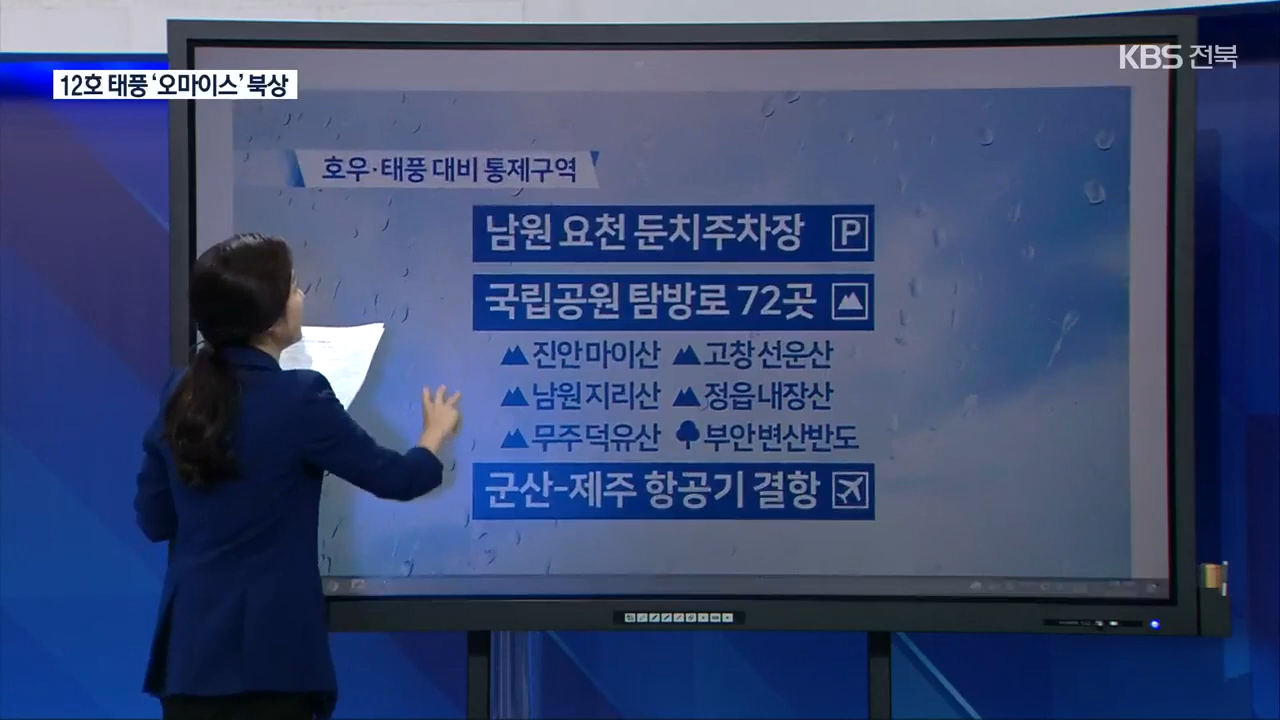 KBS 전북
12호 태풍 '오마이스' 북상
호우·태풍 대비 통제구역
남원 요천 둔치주차장 P
국립공원 탐방로 72곳
진안 마이산 고창 선운산
남원 지리산 정읍 내장산
무주 덕유산 부안 변산반도
군산-제주 항공기 결항